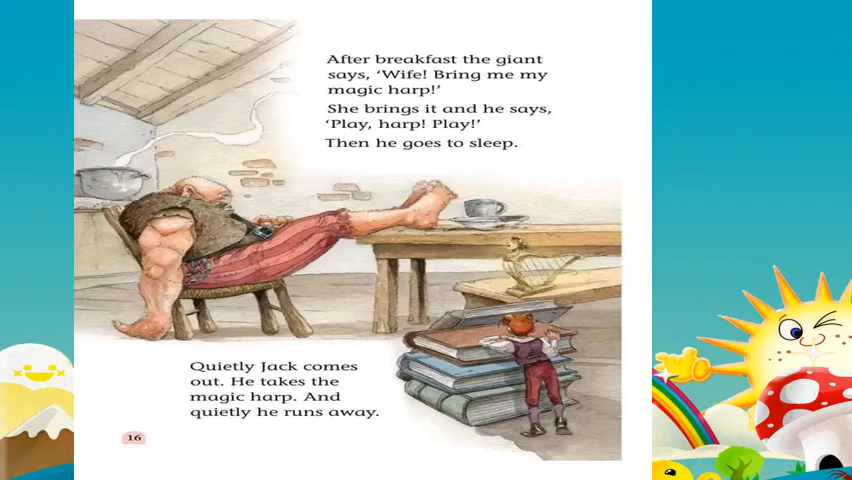 After breakfast the giant
says, ‘Wife! Bring me my
magic harp!’
She brings it and he says,
‘Play, harp! Play!’
Then he goes to sleep.
Quietly Jack comes
out. He takes the
magic harp. And
quietly he runs away.
16